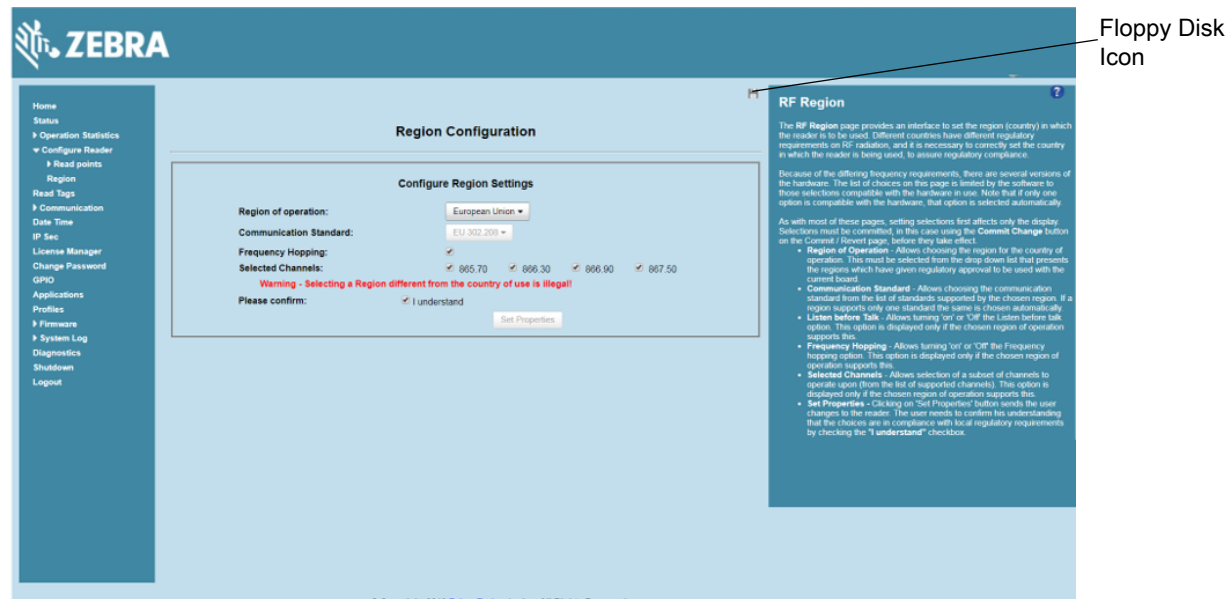 ZEBRA
Floppy Disk
Icon
Home
Status
Operation Statistics
Configure Reader
Read points
Region
Read Tags
Communication
Date Time
IP Sec
License Manager
Change Password
GPIO
Applications
Profiles
Firmware
System Log
Diagnostics
Shutdown
Logout
Region Configuration
Configure Region Settings
Region of operation: European Union
Communication Standard: EU 302.208
Frequency Hopping:
Selected Channels: 865.70 866.30 866.90 867.50
Warning - Selecting a Region different from the country of use is illegal!
Please confirm: I understand
Set Properties
?
RF Region
The RF Region page provides an interface to set the region (country) in which
the reader is to be used. Different countries have different regulatory
requirements on RF radiation, and it is necessary to correctly set the country
in which the reader is being used, to assure regulatory compliance.
Because of the differing frequency requirements, there are several versions of
the hardware. The list of choices on this page is limited by the software to
those selections compatible with the hardware in use. Note that if only one
option is compatible with the hardware, that option is selected automatically.
As with most of these pages, setting selections first affects only the display.
Selections must be committed, in this case using the Commit Change button
on the Commit / Revert page, before they take effect.
• Region of Operation - Allows choosing the region for the country of
operation. This must be selected from the drop down list that presents
the regions which have given regulatory approval to be used with the
current board.
• Communication Standard - Allows choosing the communication
standard from the list of standards supported by the chosen region. If a
region supports only one standard the same is chosen automatically.
• Listen before Talk - Allows turning 'on' or 'Off' the Listen before talk
option. This option is displayed only if the chosen region of operation
supports this.
• Frequency Hopping - Allows turning 'on' or 'Off' the Frequency
hopping option. This option is displayed only if the chosen region of
operation supports this.
• Selected Channels - Allows selection of a subset of channels to
operate upon (from the list of supported channels). This option is
displayed only if the chosen region of operation supports this.
• Set Properties - Clicking on 'Set Properties' button sends the user
changes to the reader. The user needs to confirm his understanding
that the choices are in compliance with local regulatory requirements
by checking the "I understand" checkbox.